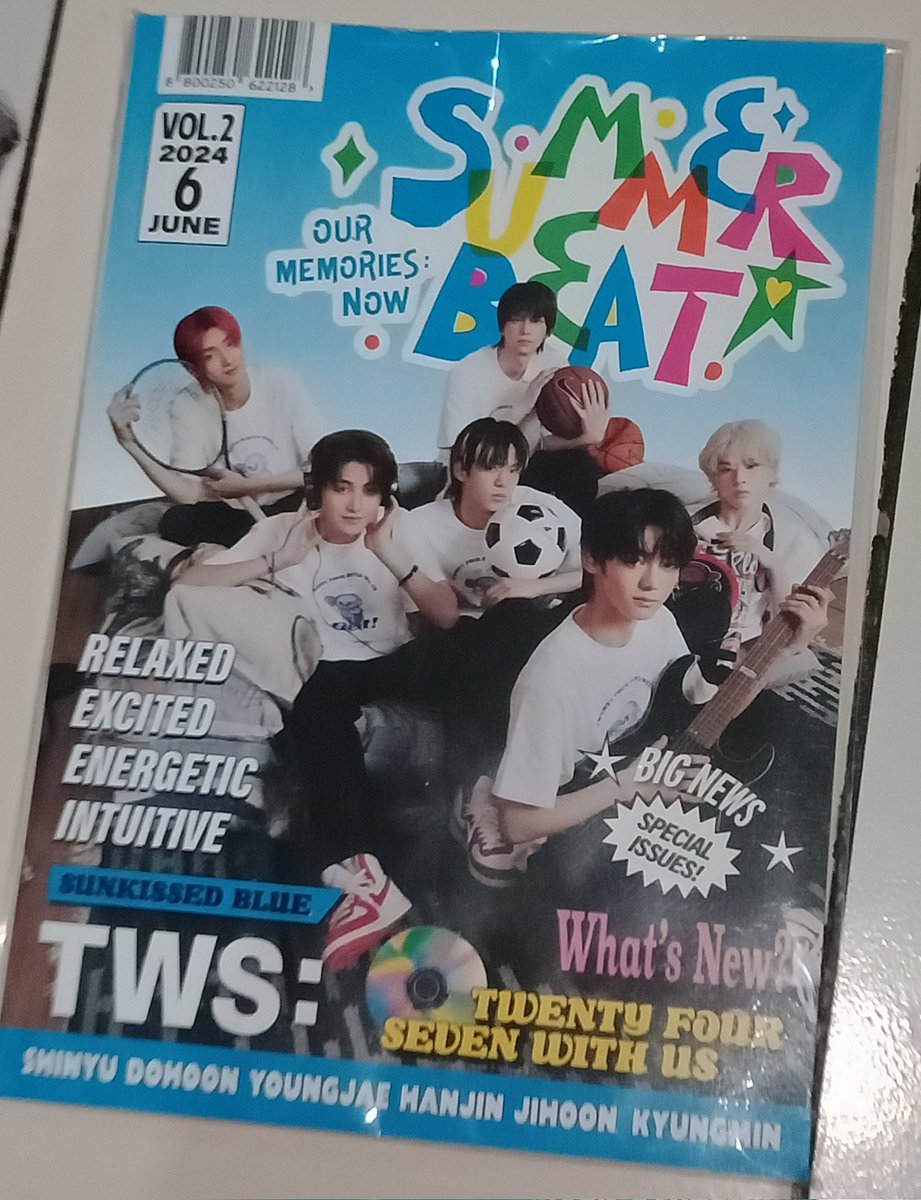 8 800250 622128 >
VOL.2
2024
6
JUNE
SUMMER
BEAT.
OUR
MEMORIES:
NOW
RELAXED
EXCITED
ENERGETIC
INTUITIVE
SUNKISSED BLUE
TWS:
BIG NEWS
SPECIAL
ISSUES!
What's New?
TWENTY FOUR
SEVEN WITH US
SHINYU DOHOON YOUNGJAE HANJIN JIHOON KYUNGMIN